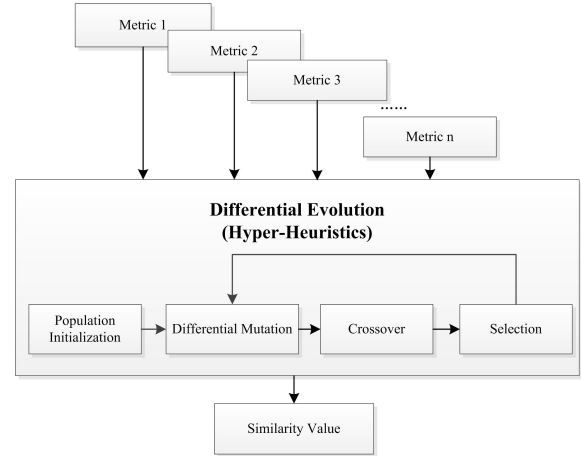 Metric 1
Metric 2
Metric 3
......
Metric n
Differential Evolution
(Hyper-Heuristics)
Population
Initialization
Differential Mutation
Crossover
Selection
Similarity Value